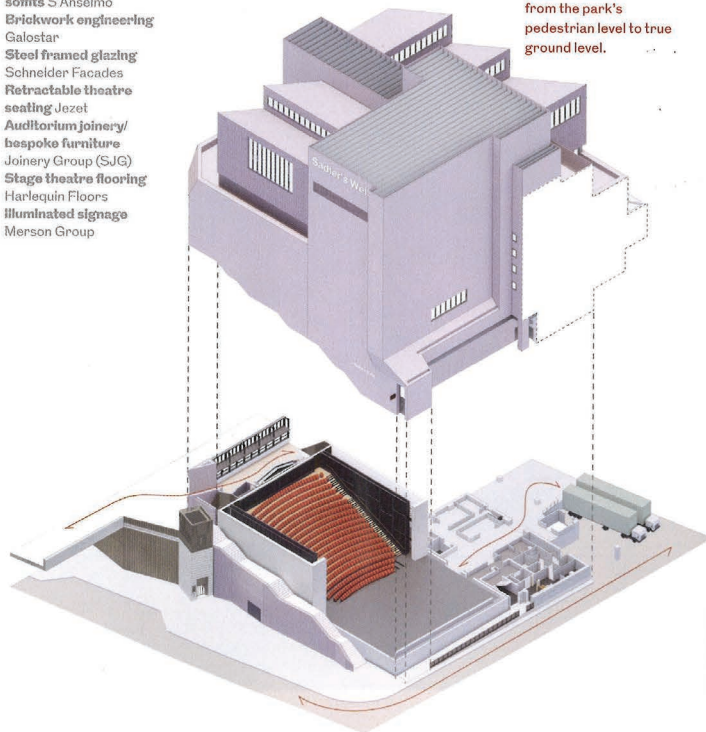 soffits S Anselmo
Brickwork engineering
Galostar
Steel framed glazing
Schneider Facades
Retractable theatre
seating Jezet
Auditorium joinery/
bespoke furniture
Joinery Group (SJG)
Stage theatre flooring
Harlequin Floors
Illuminated signage
Merson Group
from the park's
pedestrian level to true
ground level.
Sadler's Well